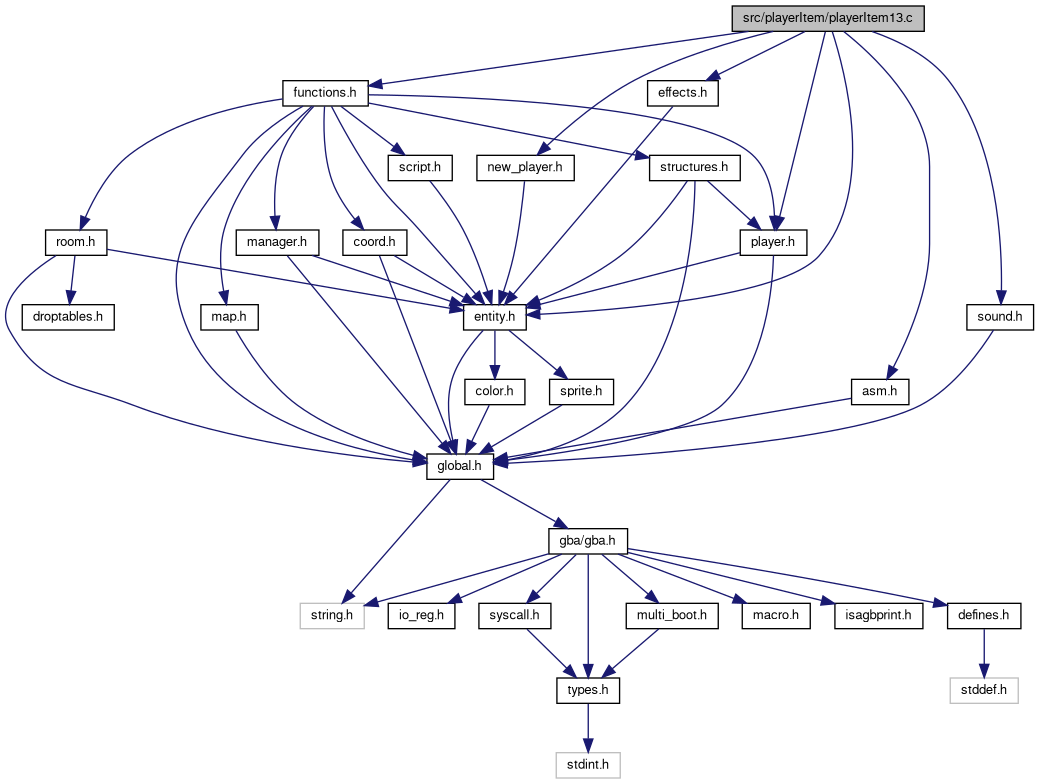 src/playerItem/playerItem13.c
functions.h
effects.h
script.h
new_player.h
structures.h
room.h
manager.h
coord.h
player.h
droptables.h
map.h
entity.h
sound.h
color.h
sprite.h
asm.h
global.h
gba/gba.h
string.h
io_reg.h
syscall.h
multi_boot.h
macro.h
isagbprint.h
defines.h
types.h
stddef.h
stdint.h